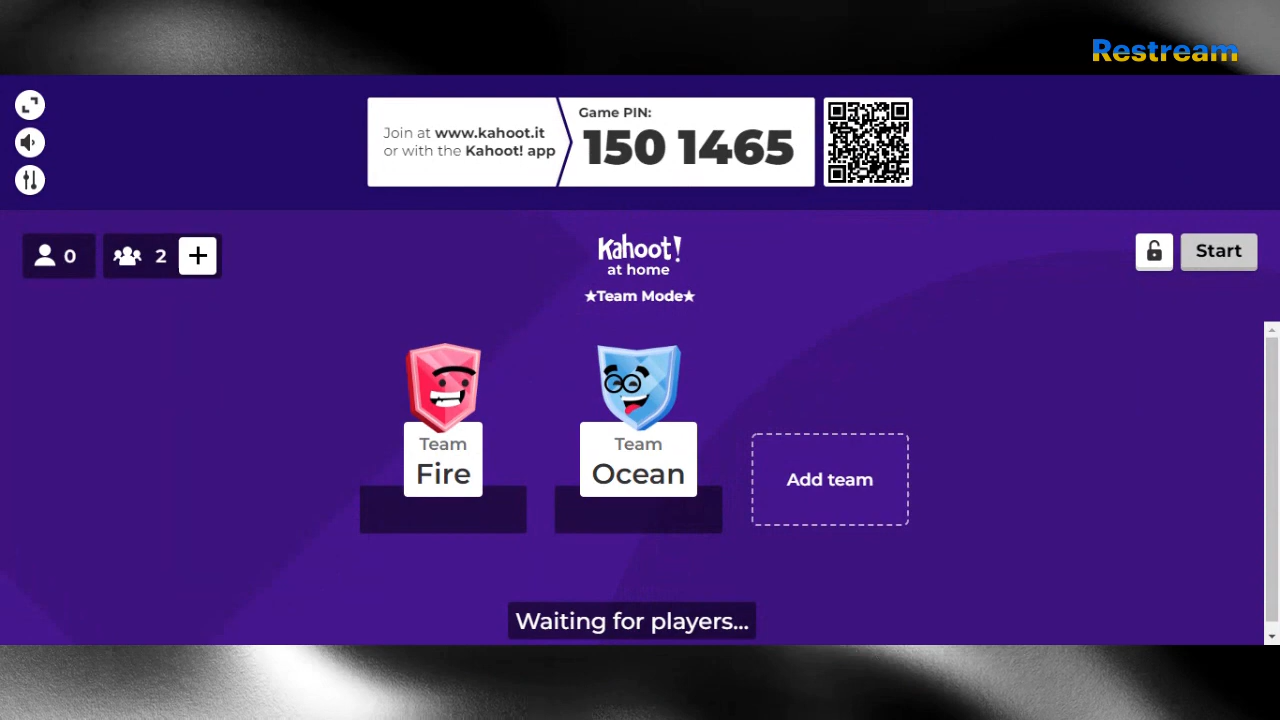 Restream
Join at www.kahoot.it
or with the Kahoot! app
Game PIN:
150 1465
0
2
Kahoot!
at home
★Team Mode★
Start
Team
Fire
Team
Ocean
Add team
Waiting for players...